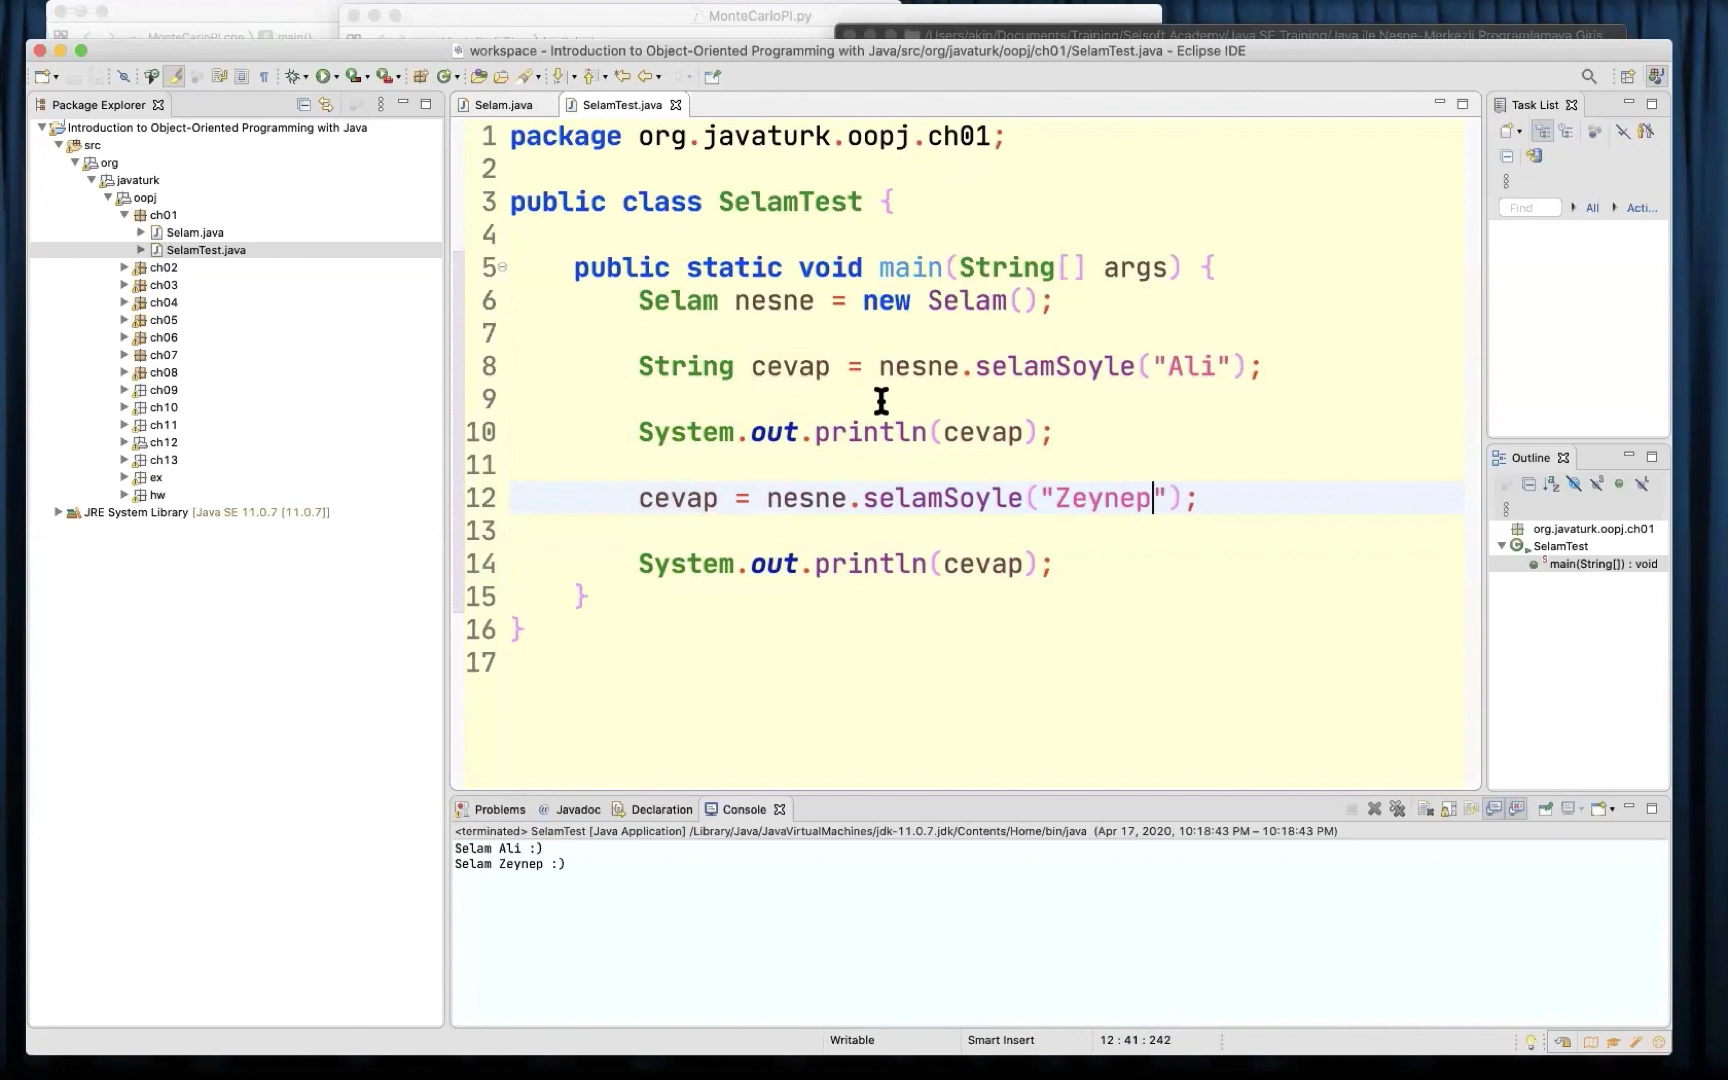 MonteCarloPI.py
MonteCarloPI.cpp
main()
/Users/akin/Documents/Training/Selsoft Academy/Java SE Training/Java ile Nesne-Merkezli Programlamaya Giris
workspace - Introduction to Object-Oriented Programming with Java/src/org/javaturk/oopj/ch01/SelamTest.java - Eclipse IDE
Package Explorer
Selam.java
SelamTest.java
Task List
Introduction to Object-Oriented Programming with Java
src
org
javaturk
oopj
ch01
Selam.java
SelamTest.java
ch02
ch03
ch04
ch05
ch06
ch07
ch08
ch09
ch10
ch11
ch12
ch13
ex
hw
JRE System Library [Java SE 11.0.7 [11.0.7]]
1 package org.javaturk.oopj.ch01;
2
3 public class SelamTest {
4
5 public static void main(String[] args) {
6 Selam nesne = new Selam();
7
8 String cevap = nesne.selamSoyle("Ali");
9
10 System.out.println(cevap);
11
12 cevap = nesne.selamSoyle("Zeynep");
13
14 System.out.println(cevap);
15 }
16 }
17
Find
All
Acti...
Outline
org.javaturk.oopj.ch01
SelamTest
main(String[]) : void
Problems
@ Javadoc
Declaration
Console
<terminated> SelamTest [Java Application] /Library/Java/JavaVirtualMachines/jdk-11.0.7.jdk/Contents/Home/bin/java (Apr 17, 2020, 10:18:43 PM – 10:18:43 PM)
Selam Ali :)
Selam Zeynep :)
Writable
Smart Insert
12 : 41 : 242